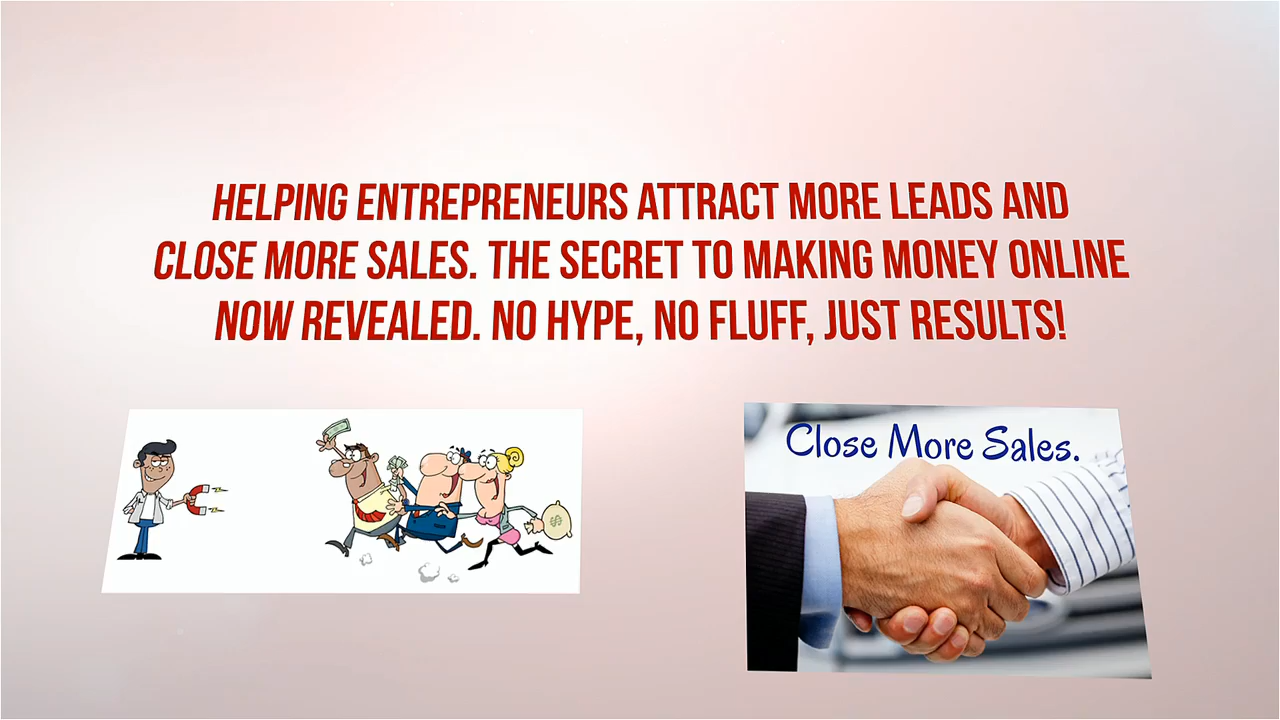 HELPING ENTREPRENEURS ATTRACT MORE LEADS AND
CLOSE MORE SALES. THE SECRET TO MAKING MONEY ONLINE
NOW REVEALED. NO HYPE, NO FLUFF, JUST RESULTS!
Close More Sales.
$